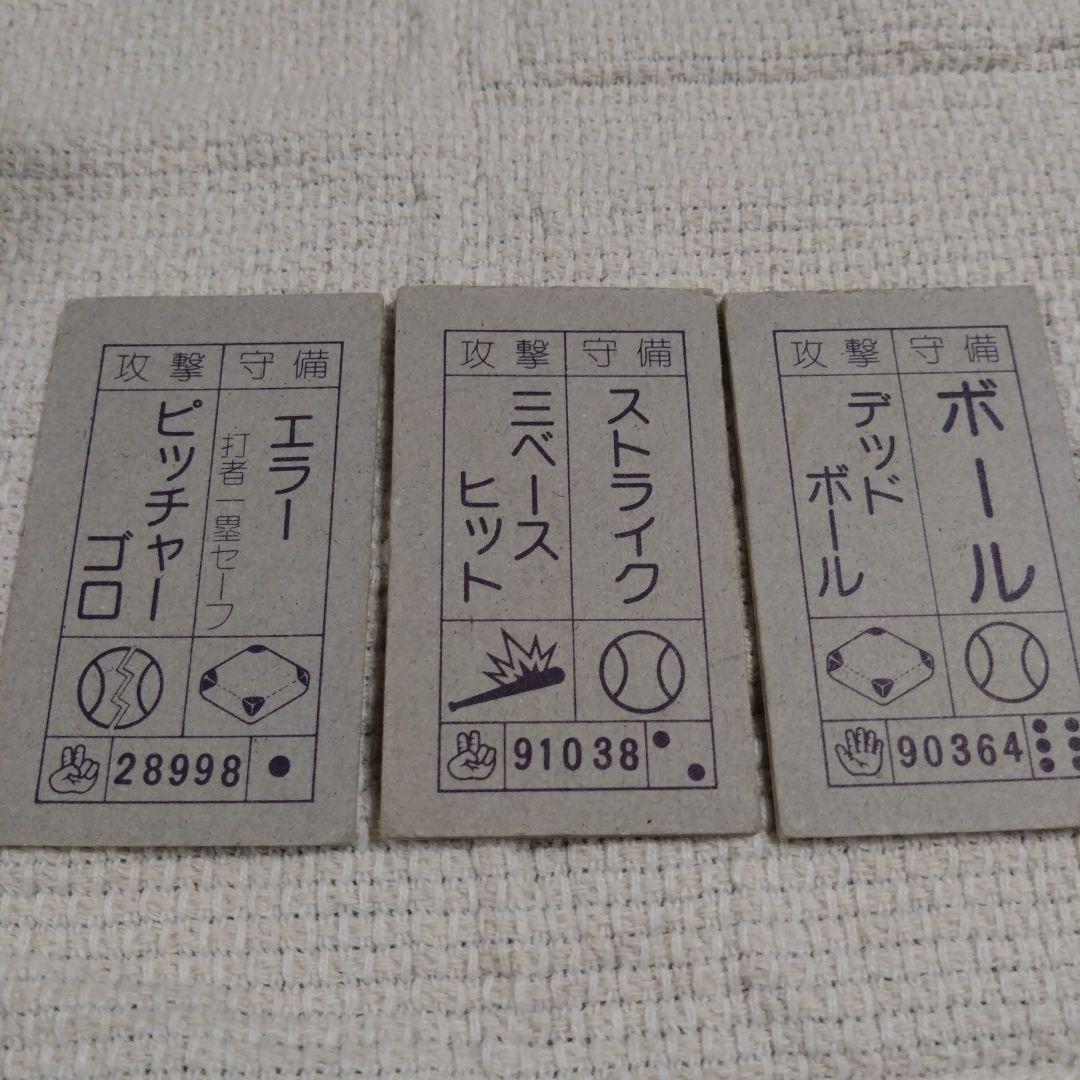 攻撃 守備
エラー
打者一塁セーフ
ピッチャー
ゴロ
28998
攻撃 守備
ストライク
三ベース
ヒット
91038
攻撃 守備
ボール
デッド
ボール
90364